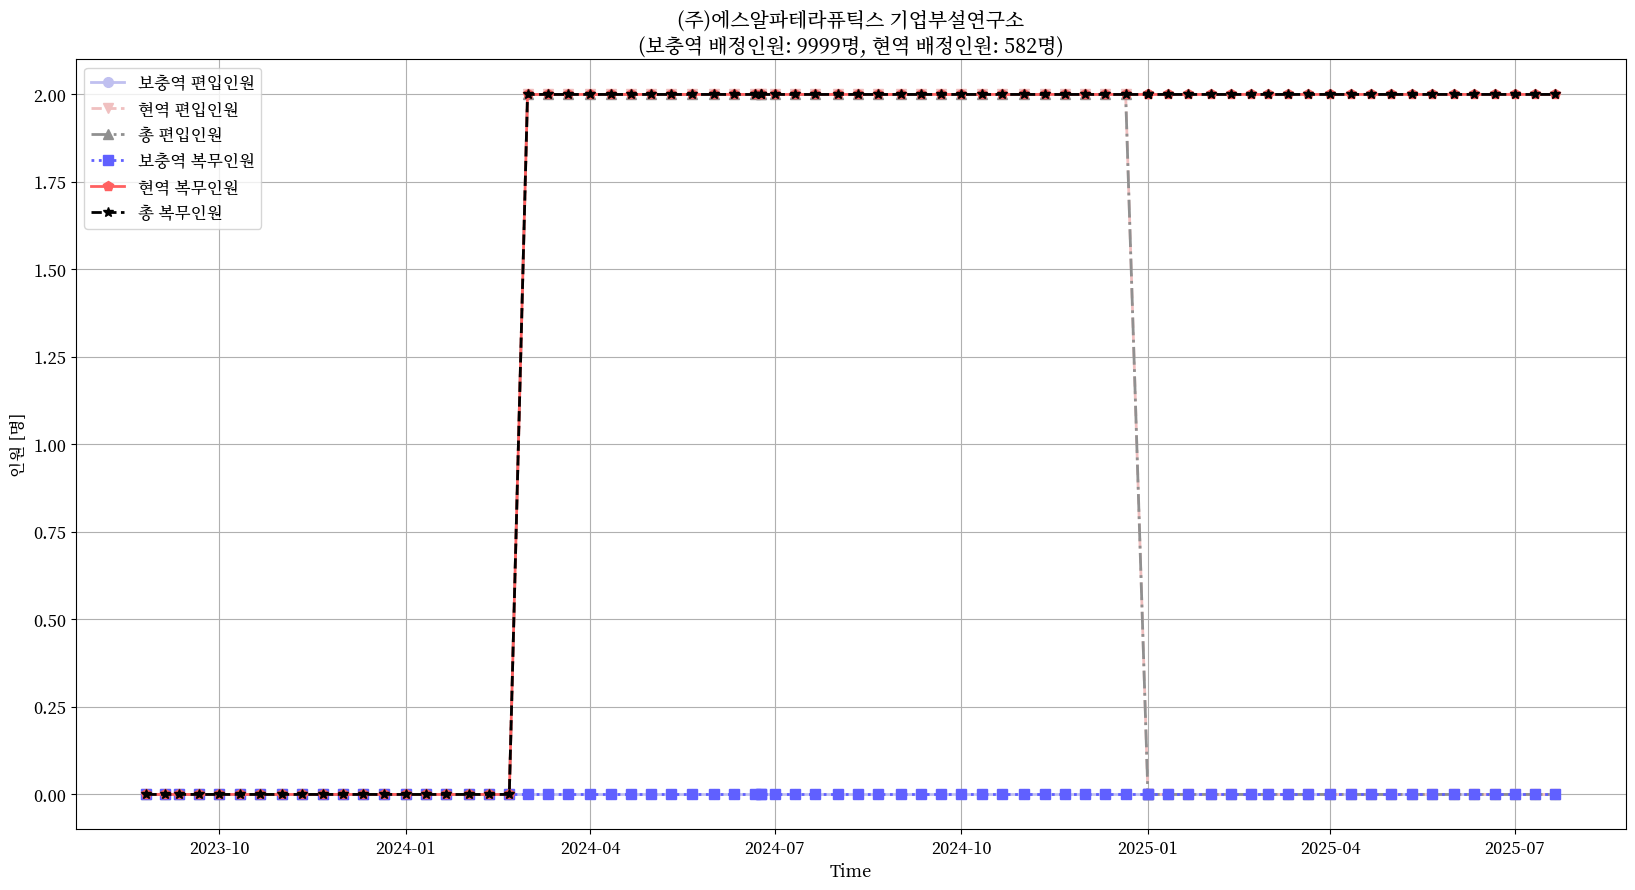 (주)에스알파테라퓨틱스 기업부설연구소
(보충역 배정인원: 9999명, 현역 배정인원: 582명)
보충역 편입인원
현역 편입인원
총 편입인원
보충역 복무인원
현역 복무인원
총 복무인원
2.00
1.75
1.50
1.25
1.00
0.75
0.50
0.25
0.00
인원 [명]
2023-10
2024-01
2024-04
2024-07
2024-10
2025-01
2025-04
2025-07
Time